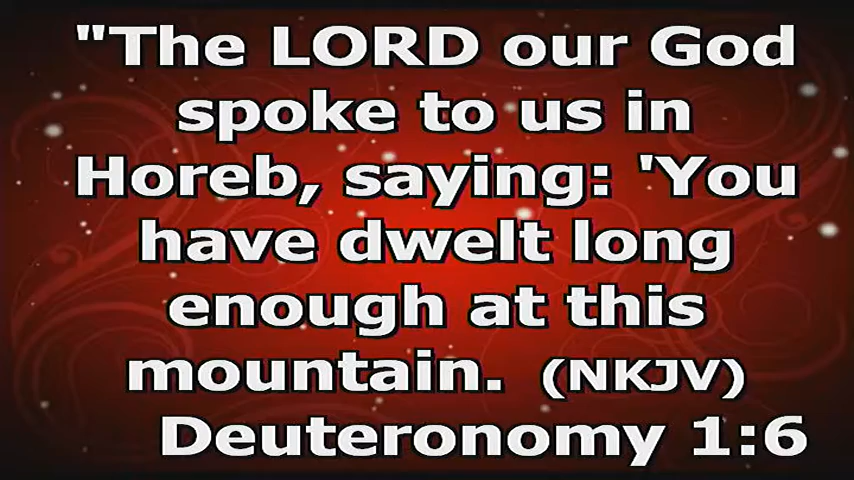 "The LORD our God
spoke to us in
Horeb, saying: 'You
have dwelt long
enough at this
mountain. (NKJV)
Deuteronomy 1:6